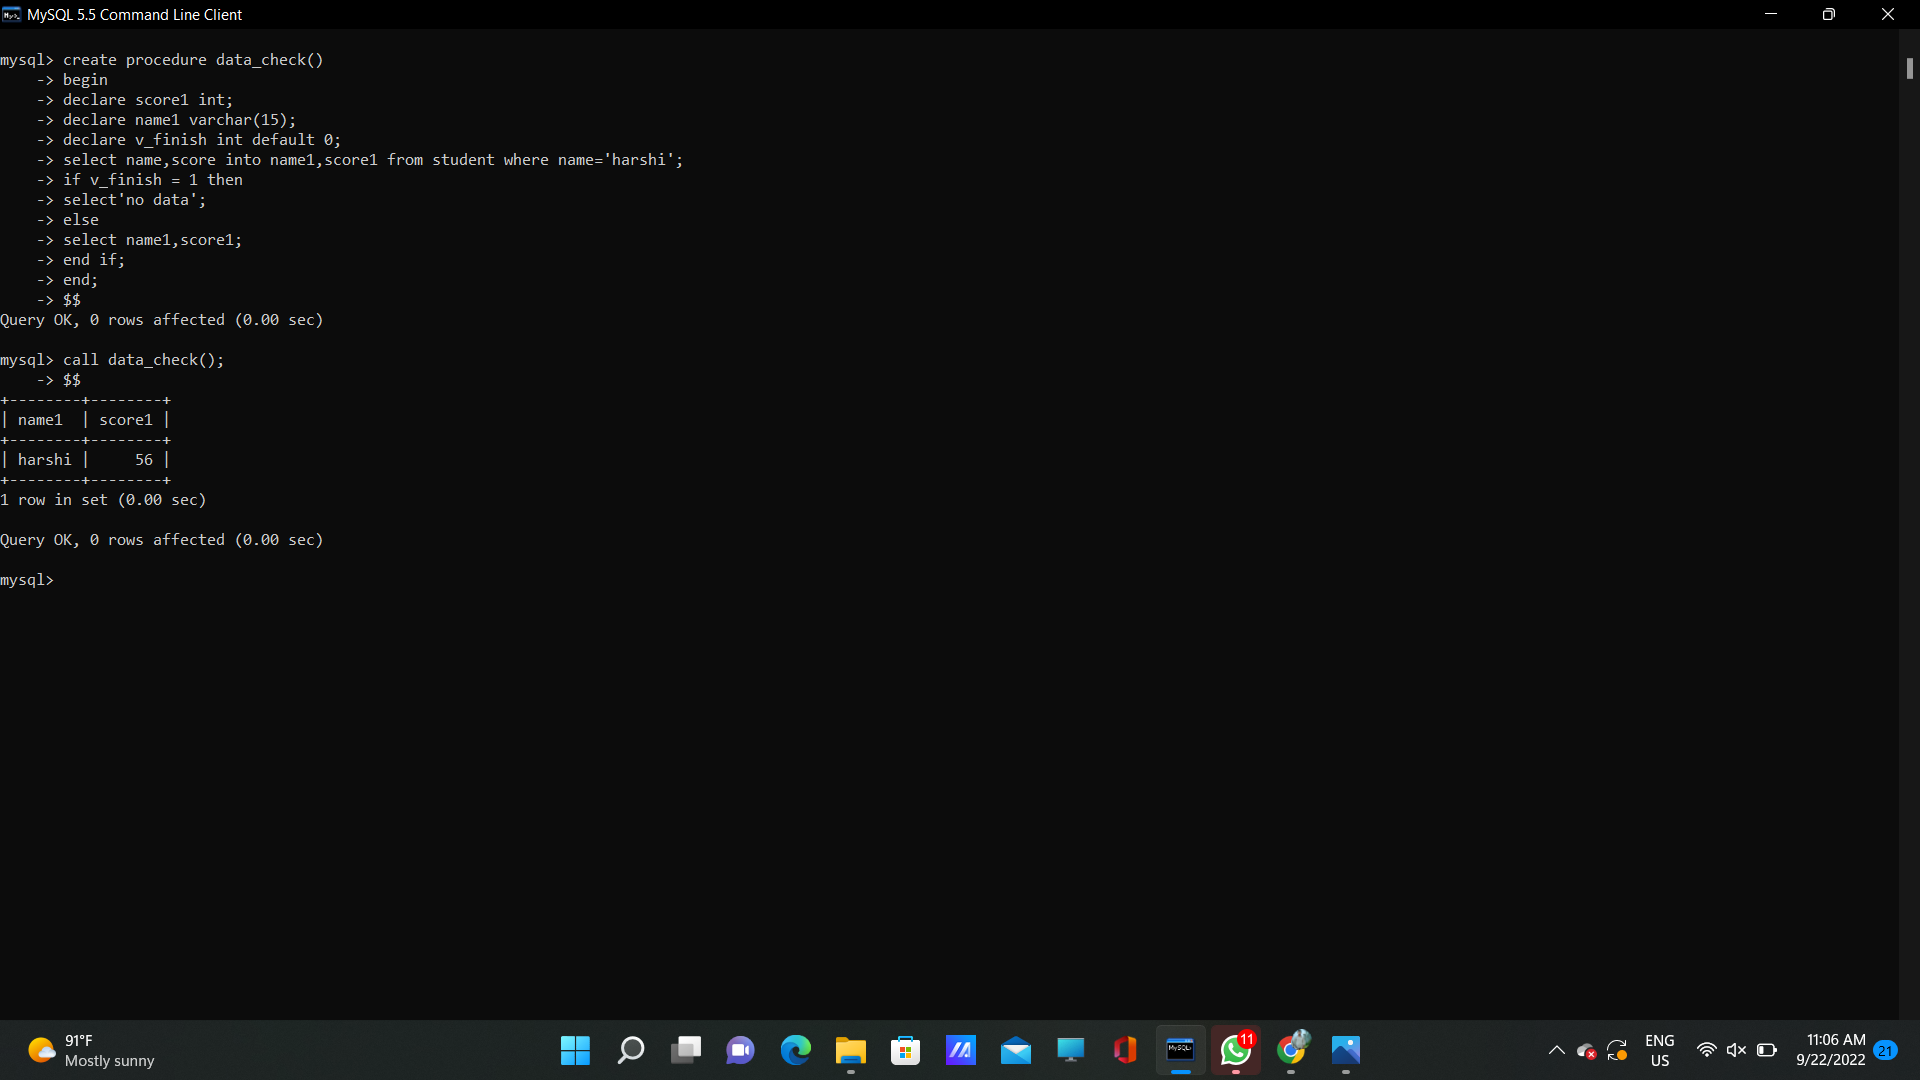 MySQL 5.5 Command Line Client
mysql> create procedure data_check()
    -> begin
    -> declare score1 int;
    -> declare name1 varchar(15);
    -> declare v_finish int default 0;
    -> select name,score into name1,score1 from student where name='harshi';
    -> if v_finish = 1 then
    -> select'no data';
    -> else
    -> select name1,score1;
    -> end if;
    -> end;
    -> $$
Query OK, 0 rows affected (0.00 sec)
mysql> call data_check();
    -> $$
+--------+--------+
| name1  | score1 |
+--------+--------+
| harshi |     56 |
+--------+--------+
1 row in set (0.00 sec)
Query OK, 0 rows affected (0.00 sec)
mysql>
91°F
Mostly sunny
MySQL
11
ENG
US
11:06 AM
9/22/2022
21